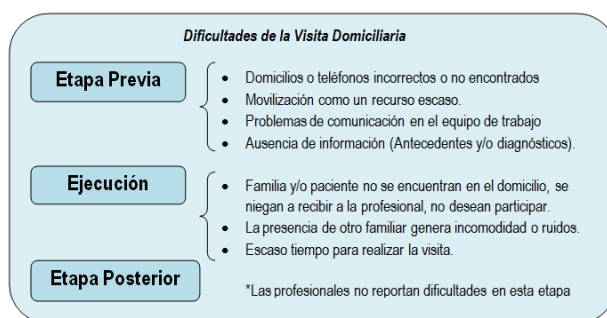 Dificultades de la Visita Domiciliaria
Etapa Previa
• Domicilios o teléfonos incorrectos o no encontrados
• Movilización como un recurso escaso.
• Problemas de comunicación en el equipo de trabajo
• Ausencia de información (Antecedentes y/o diagnósticos).
Ejecución
• Familia y/o paciente no se encuentran en el domicilio, se
niegan a recibir a la profesional, no desean participar.
• La presencia de otro familiar genera incomodidad o ruidos.
• Escaso tiempo para realizar la visita.
Etapa Posterior
*Las profesionales no reportan dificultades en esta etapa